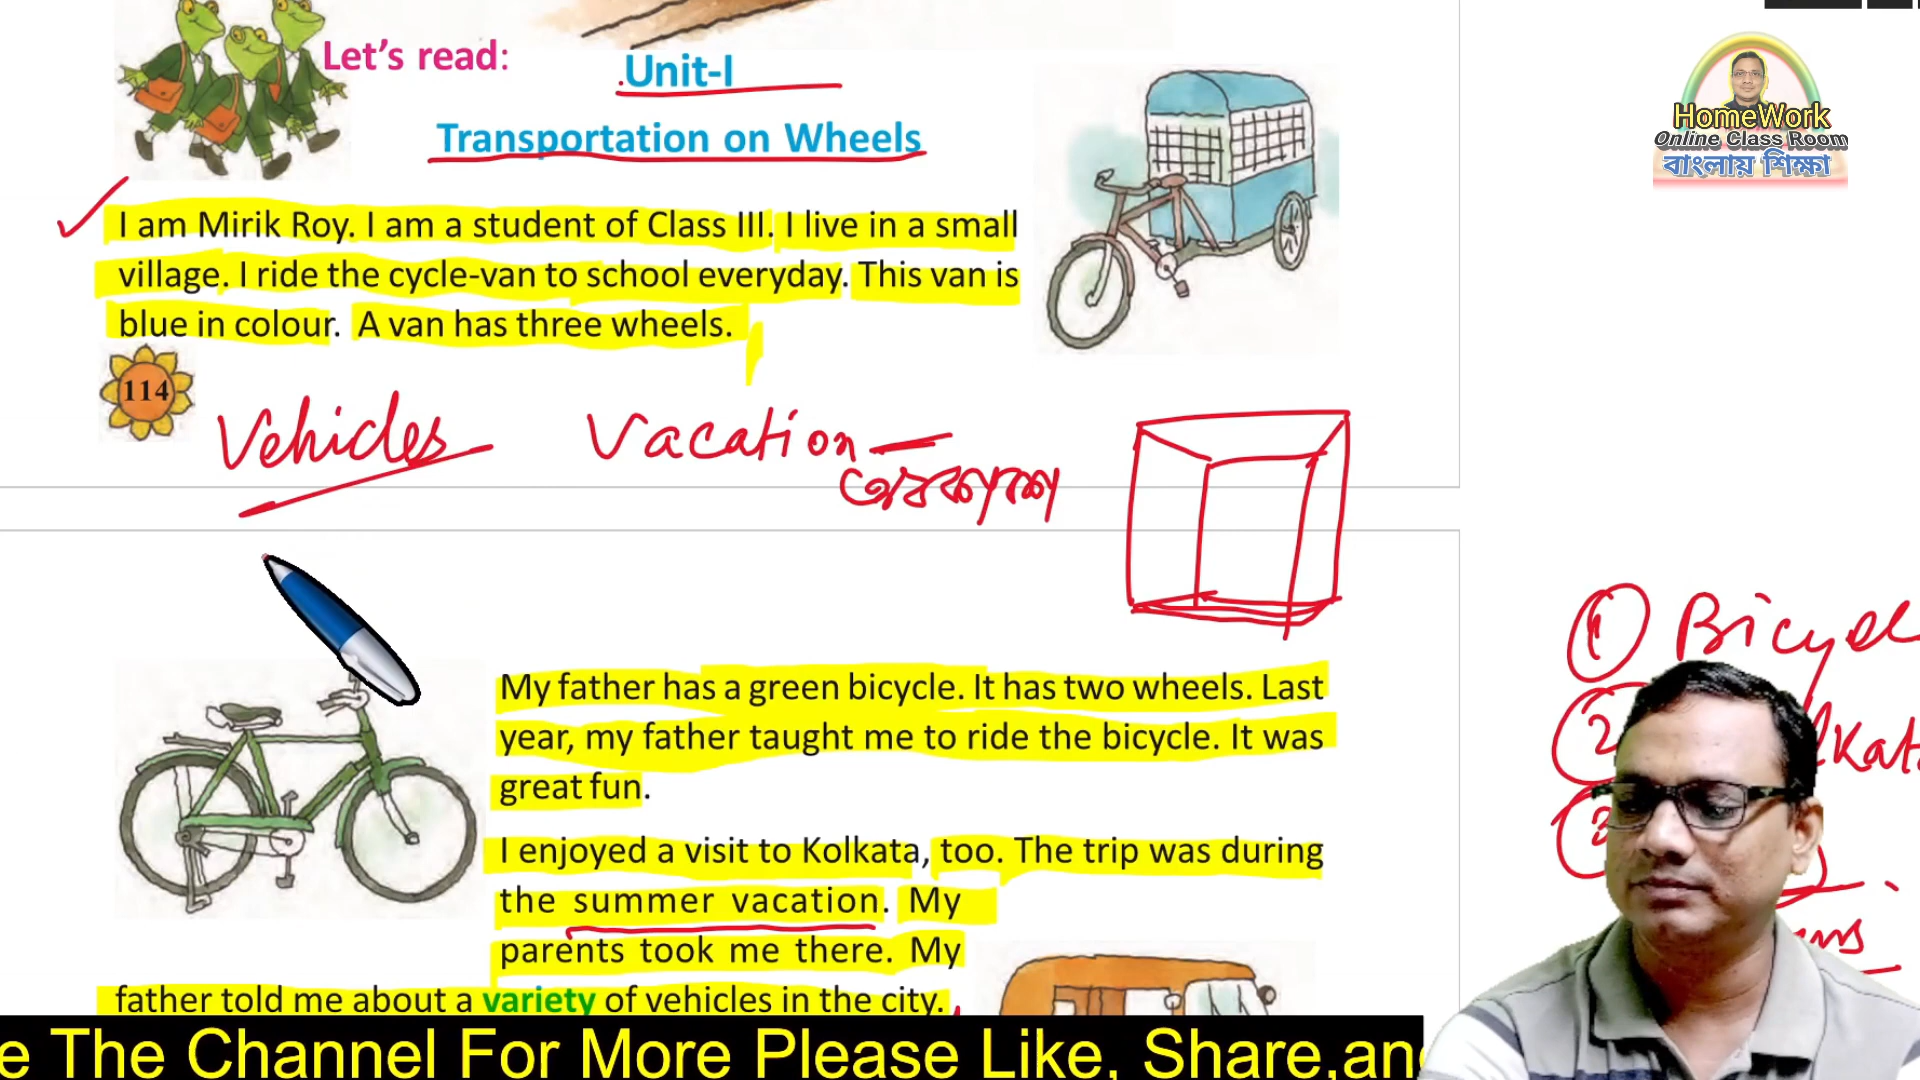 Let's read:
Unit-I
Transportation on Wheels
HomeWork
Online Class Room
বাংলায় শিক্ষা
I am Mirik Roy. I am a student of Class III. I live in a small
village. I ride the cycle-van to school everyday. This van is
blue in colour. A van has three wheels.
114
Vehicles
Vacation
অবকাশ
My father has a green bicycle. It has two wheels. Last
year, my father taught me to ride the bicycle. It was
great fun.
I enjoyed a visit to Kolkata, too. The trip was during
the summer vacation. My
parents took me there. My
father told me about a variety of vehicles in the city.
1 Bicycl
2
3
e The Channel For More Please Like, Share,an